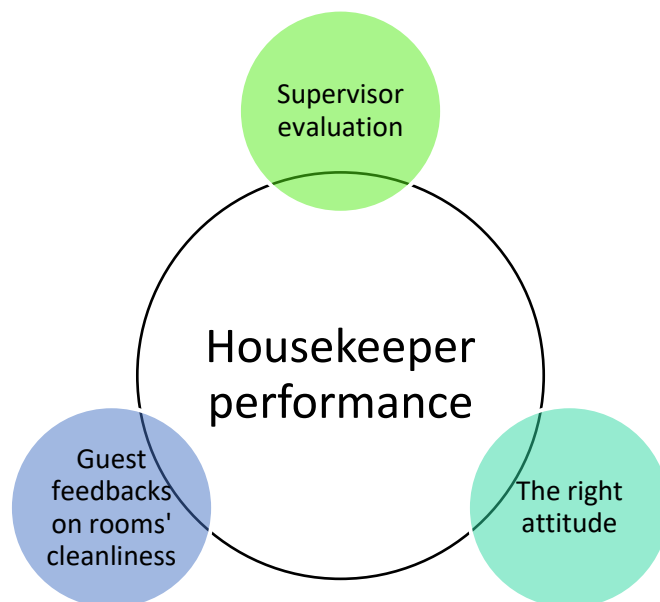 Supervisor
evaluation
Housekeeper
performance
Guest
feedbacks
on rooms'
cleanliness
The right
attitude